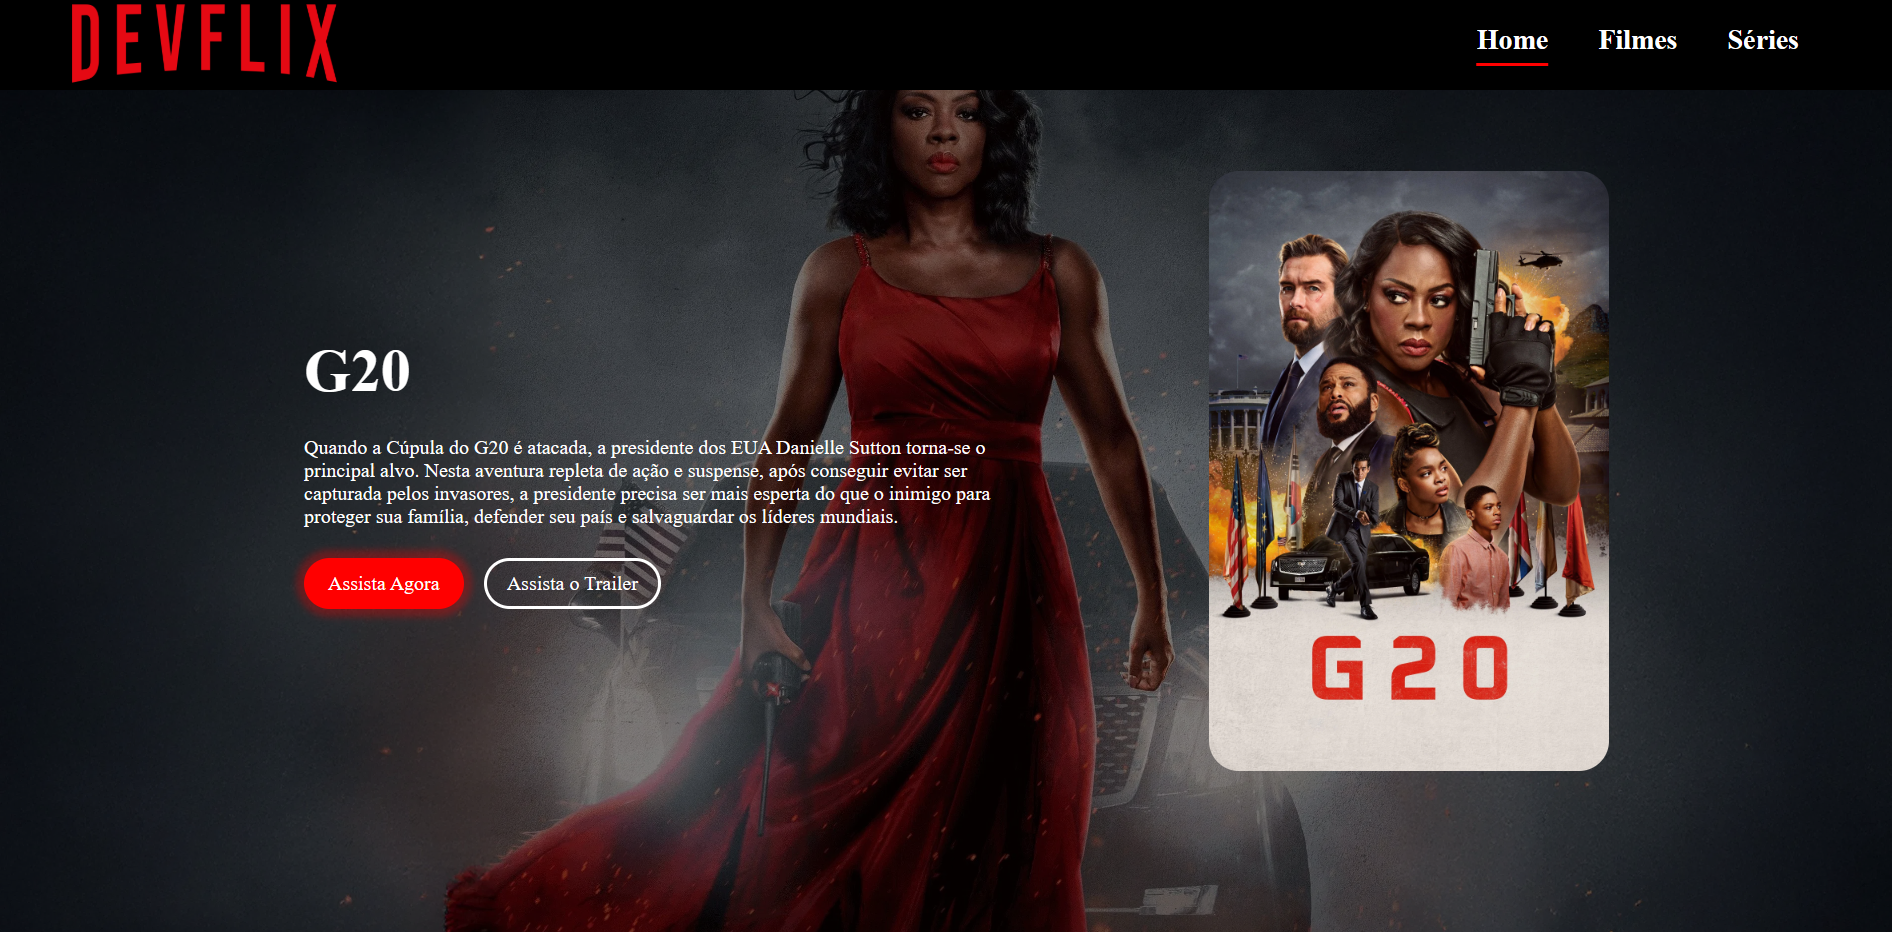 DEVFLIX
Home Filmes Séries
G20
Quando a Cúpula do G20 é atacada, a presidente dos EUA Danielle Sutton torna-se o
principal alvo. Nesta aventura repleta de ação e suspense, após conseguir evitar ser
capturada pelos invasores, a presidente precisa ser mais esperta do que o inimigo para
proteger sua família, defender seu país e salvaguardar os líderes mundiais.
Assista Agora
Assista o Trailer
G20